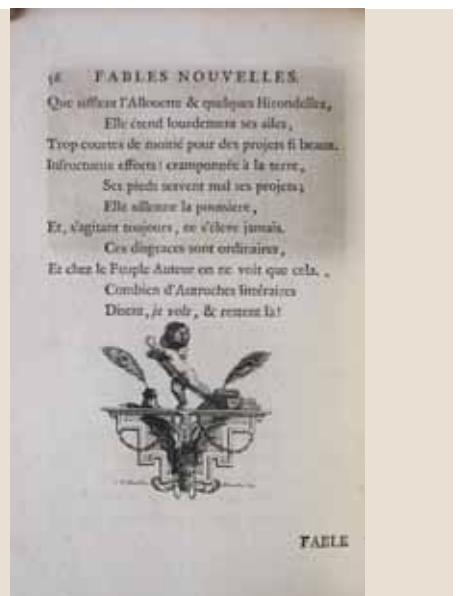 58 FABLES NOUVELLES.
Que sifflent l'Allouette & quelques Hirondelles,
Elle étend lourdement ses ailes,
Trop courtes de moitié pour des projets si beaux.
Infructueux efforts! cramponnée à la terre,
Ses pieds servent mal ses projets;
Elle sillonne la poussiere,
Et, s'agitant toujours, ne s'éleve jamais.
Ces disgraces sont ordinaires,
Et chez le Peuple Auteur on ne voit que cela.
Combien d'Autruches littéraires
Disent, je vole, & restent là!
FABLE